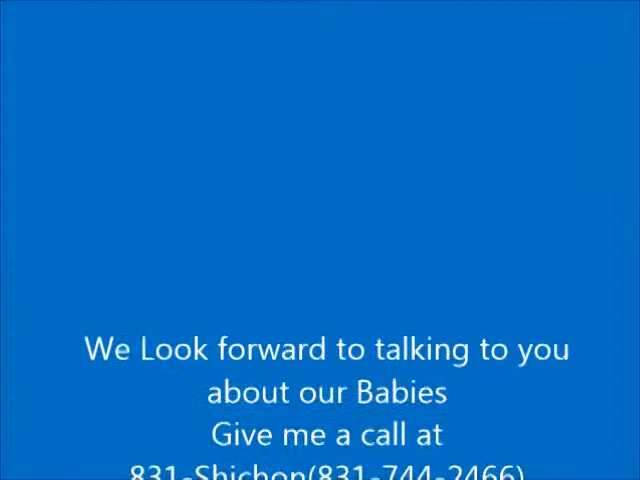 We Look forward to talking to you
about our Babies
Give me a call at
831-Shichon(831-744-2466)